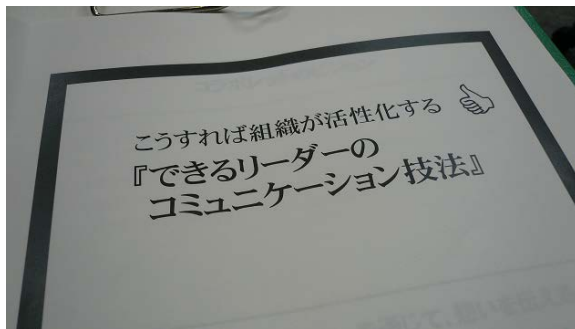 こうすれば組織が活性化する
『できるリーダーの
コミュニケーション技法』